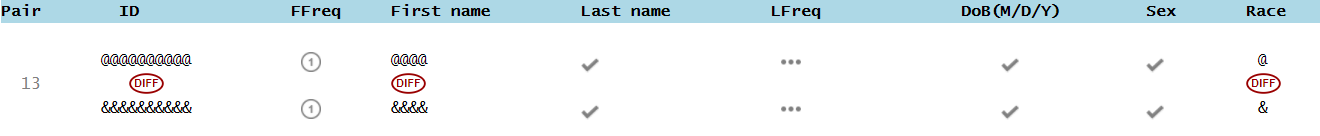 Pair ID FFreq First name Last name LFreq DoB(M/D/Y) Sex Race
@@@@@@@@@@ 1 @@@@ ✔ ••• ✔ ✔ @
13 DIFF DIFF DIFF
&&&&&&&&&& 1 &&&& ✔ ••• ✔ ✔ &